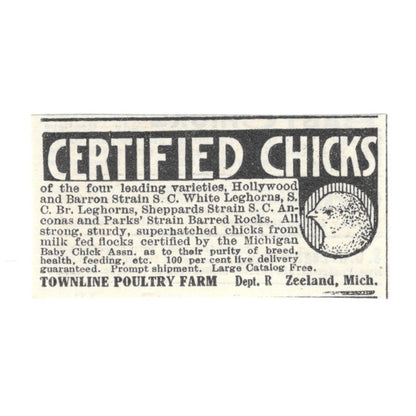 CERTIFIED CHICKS
of the four leading varieties, Hollywood
and Barron Strain S. C. White Leghorns, S.
C. Br. Leghorns, Sheppards Strain S. C. An-
conas and Parks' Strain Barred Rocks. All
strong, sturdy, superhatched chicks from
milk fed flocks certified by the Michigan
Baby Chick Assn. as to their purity of breed,
health, feeding, etc. 100 per cent live delivery
guaranteed. Prompt shipment. Large Catalog Free.
TOWNLINE POULTRY FARM Dept. R Zeeland, Mich.